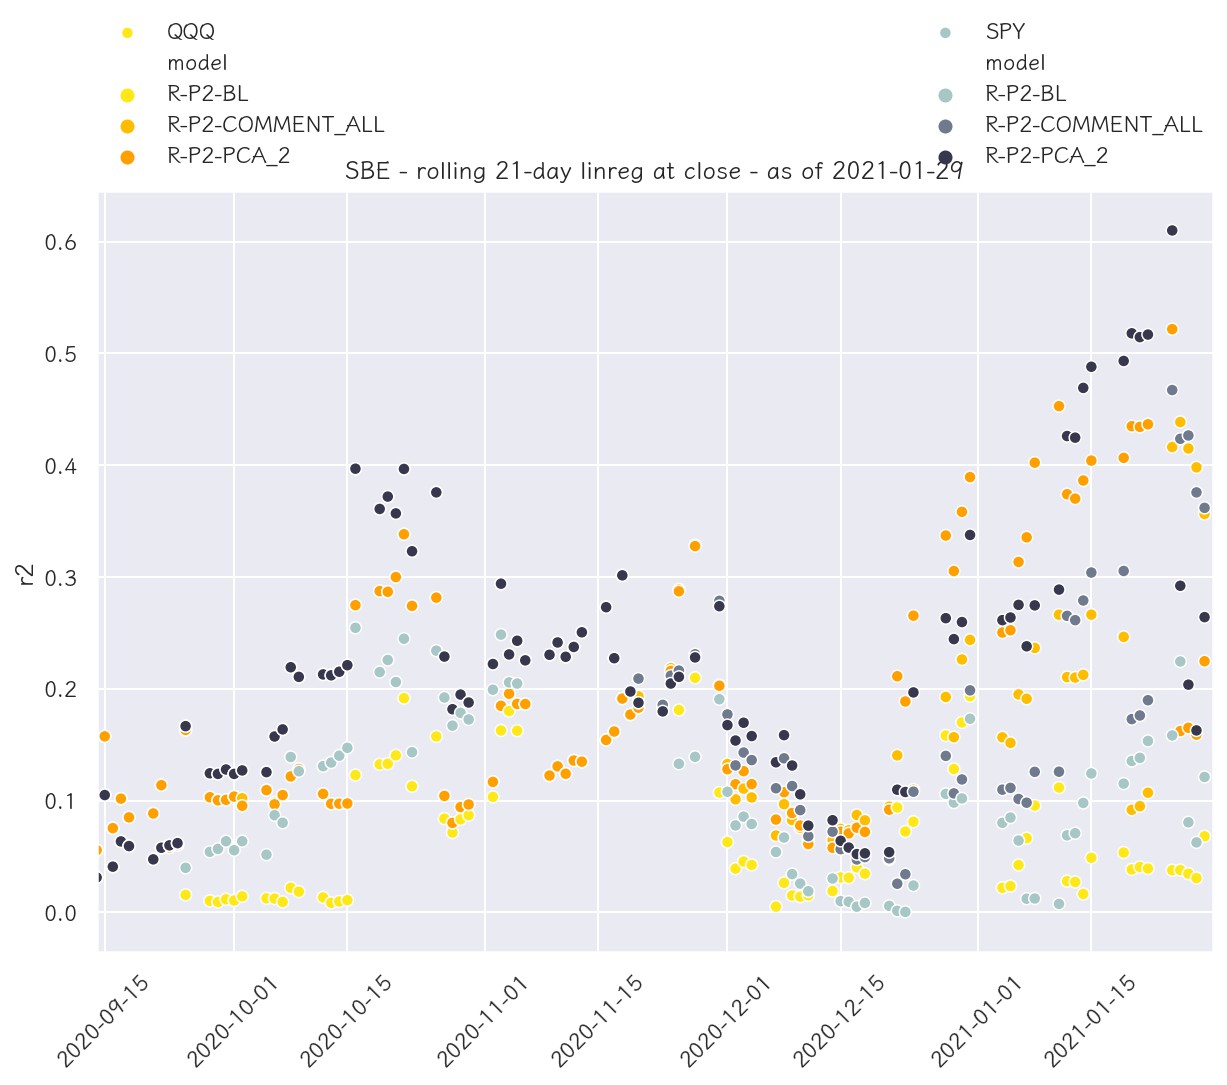 QQQ
model
R-P2-BL
R-P2-COMMENT_ALL
R-P2-PCA_2
SPY
model
R-P2-BL
R-P2-COMMENT_ALL
R-P2-PCA_2
SBE - rolling 21-day linreg at close - as of 2021-01-29
r2
0.6
0.5
0.4
0.3
0.2
0.1
0.0
2020-09-15
2020-10-01
2020-10-15
2020-11-01
2020-11-15
2020-12-01
2020-12-15
2021-01-01
2021-01-15